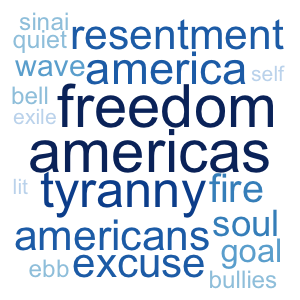 sinai
quiet resentment
wave america self
bell freedom
exile
americas
lit tyranny fire
americans soul
goal
ebb excuse
bullies